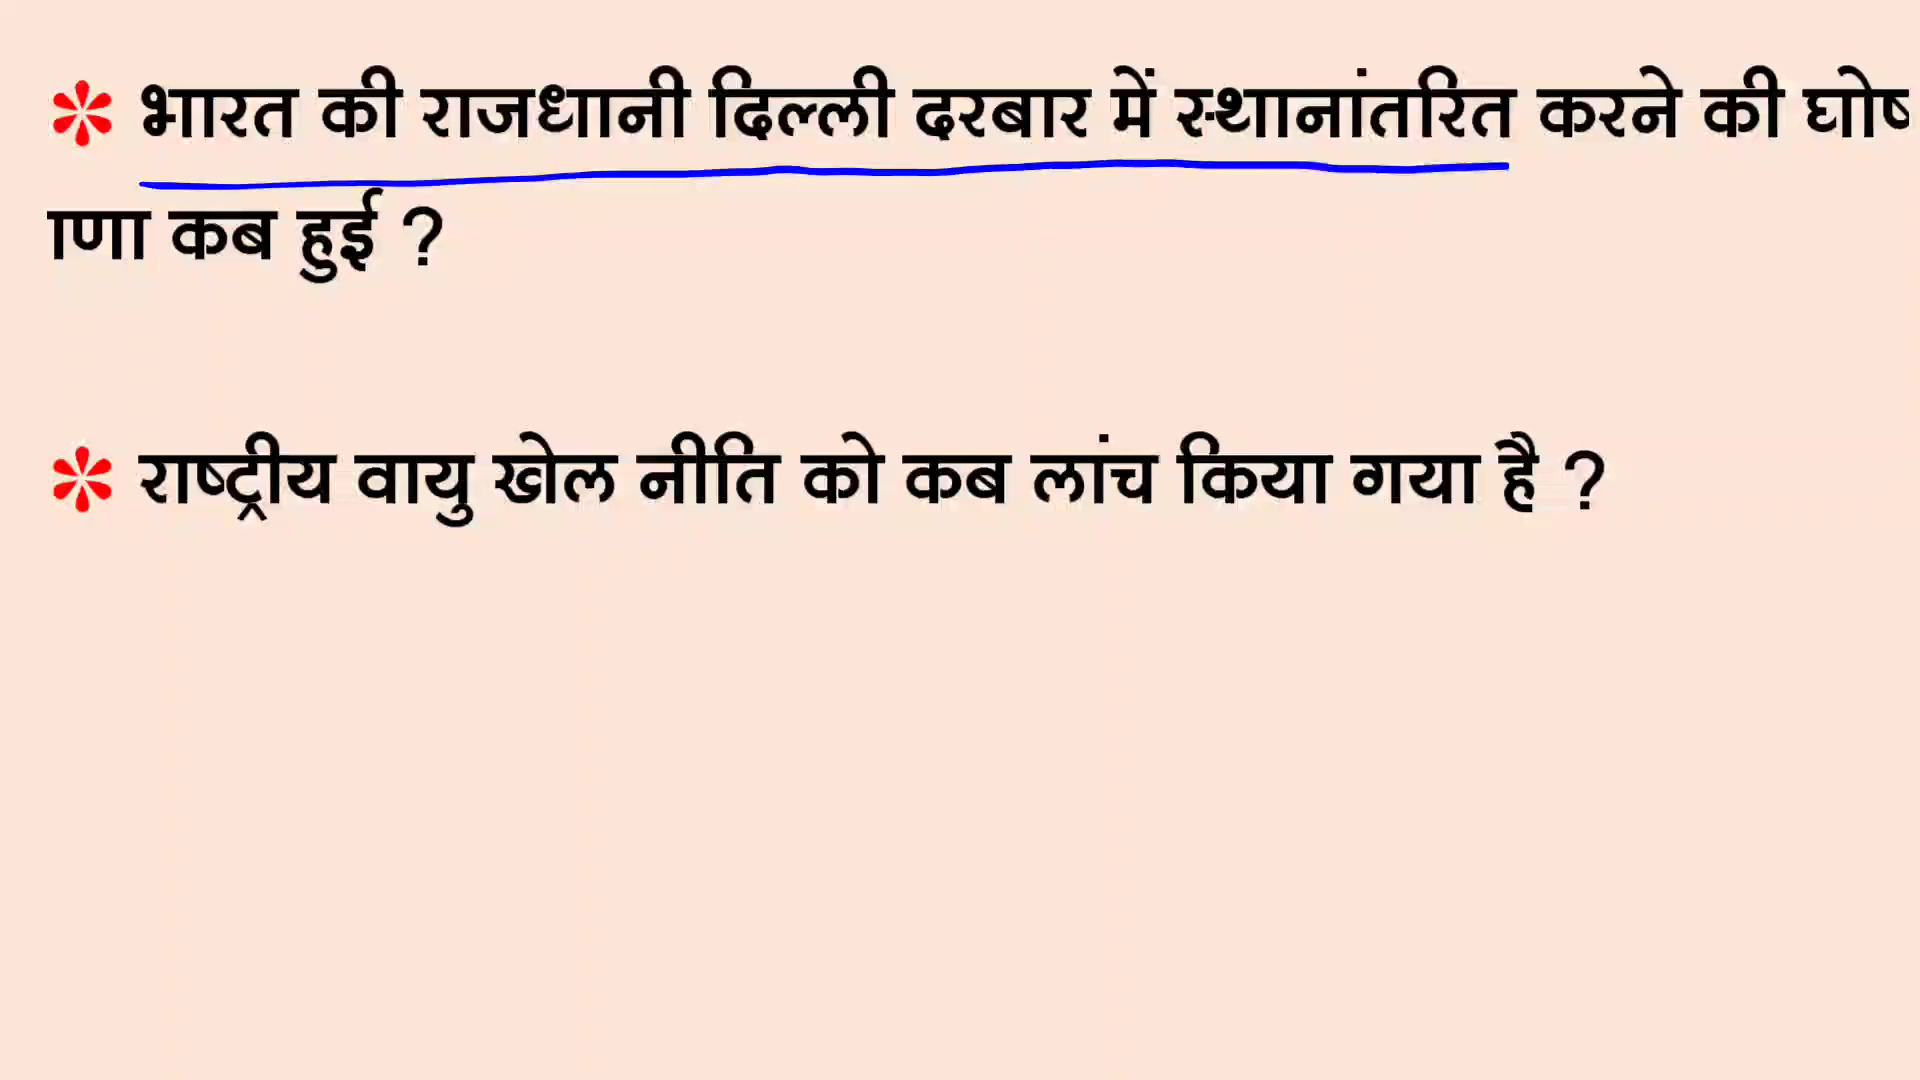 * भारत की राजधानी दिल्ली दरबार में स्थानांतरित करने की घोष
ाणा कब हुई ?
* राष्ट्रीय वायु खेल नीति को कब लांच किया गया है ?